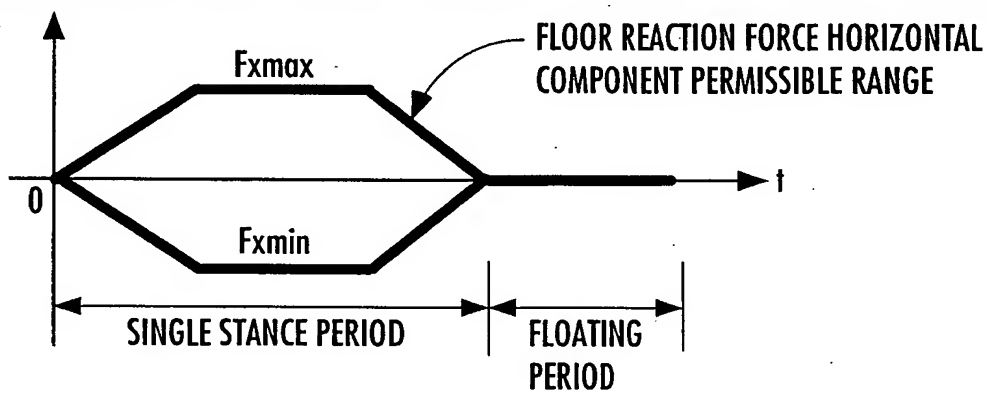 FLOOR REACTION FORCE HORIZONTAL
COMPONENT PERMISSIBLE RANGE
Fxmax
0
t
Fxmin
SINGLE STANCE PERIOD
FLOATING
PERIOD